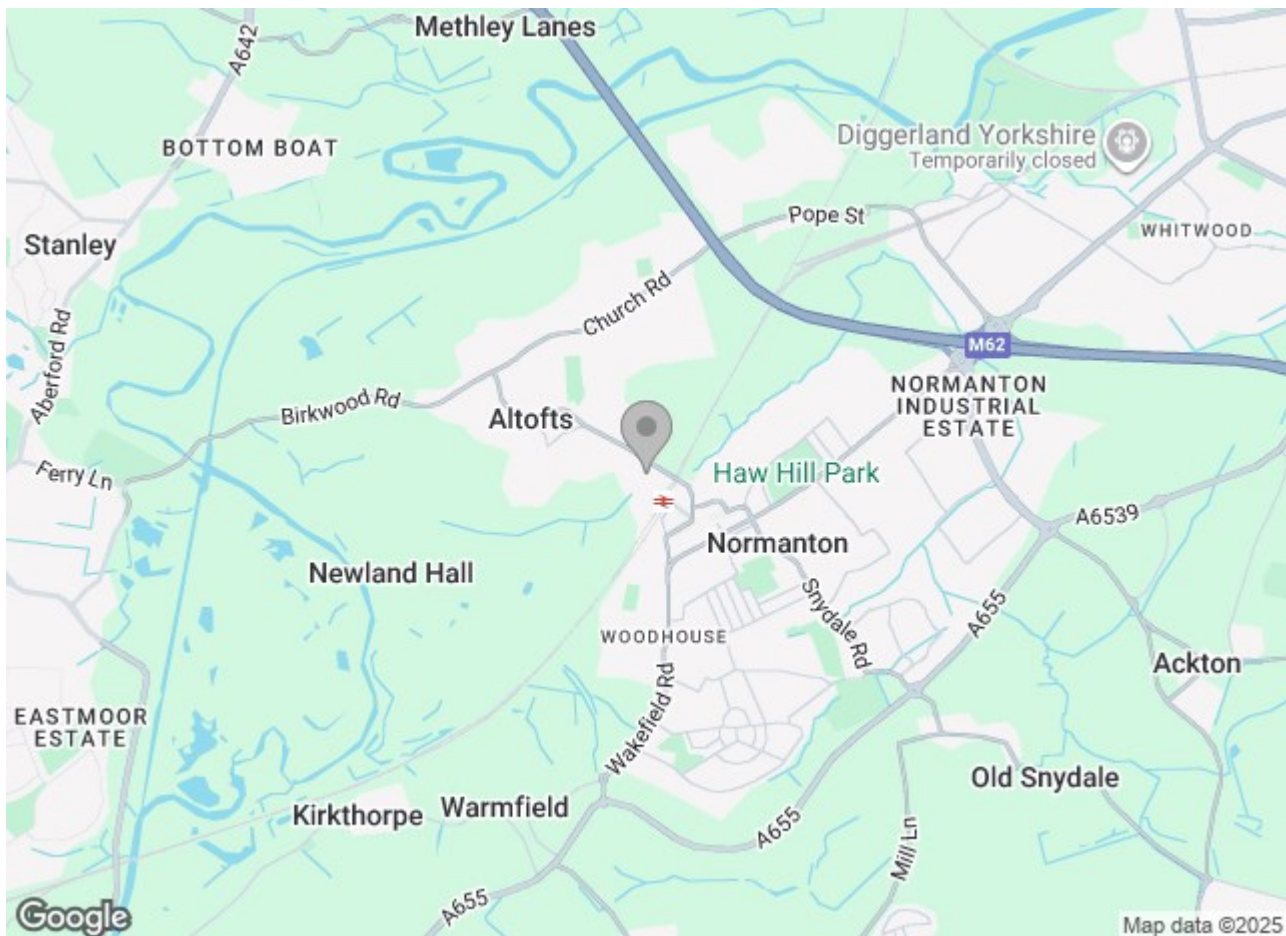 Methley Lanes
A642
BOTTOM BOAT
Diggerland Yorkshire
Temporarily closed
Pope St
WHITWOOD
Stanley
Church Rd
M62
Aberford Rd
Birkwood Rd
Altofts
NORMANTON
INDUSTRIAL
ESTATE
Ferry Ln
Haw Hill Park
A6539
Normanton
Newland Hall
Snydale Rd
A655
WOODHOUSE
Ackton
Wakefield Rd
EASTMOOR
ESTATE
Old Snydale
Kirkthorpe
Warmfield
A655
Mill Ln
A655
Google
Map data ©2025